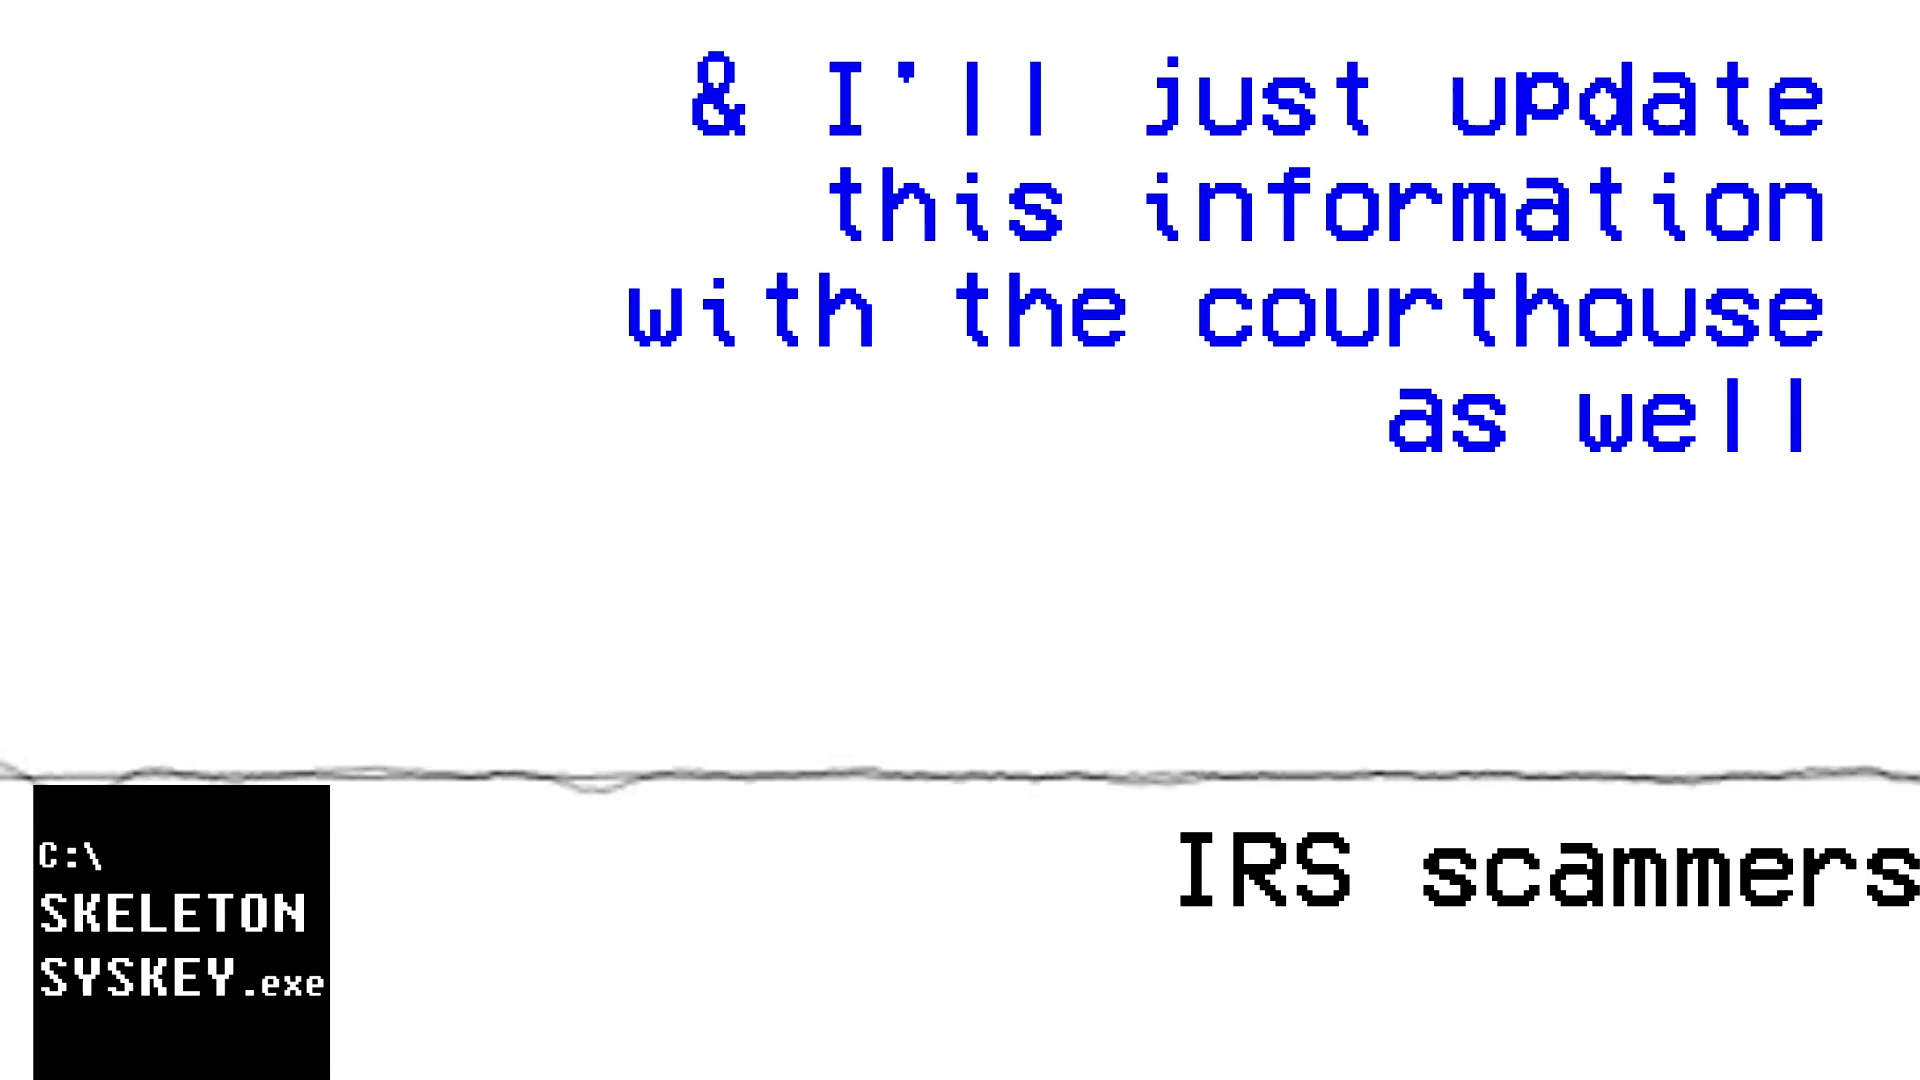 & I'll just update
this information
with the courthouse
as well
C:\
SKELETON
SYSKEY.exe
IRS scammers